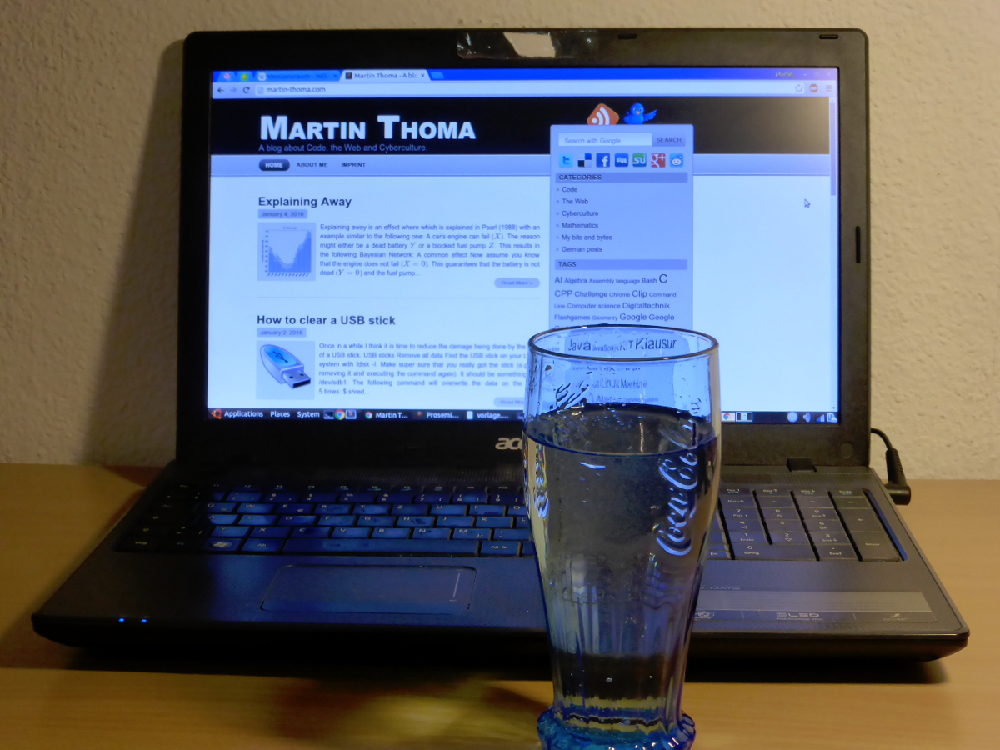 Martin Thoma - A blo
martin-thoma.com
MARTIN THOMA
A blog about Code, the Web and Cyberculture.
HOME ABOUT ME IMPRINT
Explaining Away
January 4, 2016
Explaining away is an effect where which is explained in Pearl (1988) with an
example similar to the following one: A car's engine can fail (X). The reason
might either be a dead battery Y or a blocked fuel pump Z. This results in
the following Bayesian Network: A common effect Now assume you know
that the engine does not fail (X = 0). This guarantees that the battery is not
dead (Y = 0) and the fuel pump...
Read More »
How to clear a USB stick
January 2, 2016
Once in a while I think it is time to reduce the damage being done by the
of a USB stick. USB sticks Remove all data Find the USB stick on your L
system with fdisk -l. Make super sure that you really got the stick (e.g
removing it and executing the command again). It should be something
/dev/sdb1. The following command will overwrite the data on the
5 times: $ shred...
Read Mor
Search with Google SEARCH
CATEGORIES
Code
The Web
Cyberculture
Mathematics
My bits and bytes
German posts
TAGS
AI Algebra Assembly language Bash C
CPP Challenge Chrome Clip Command
Line Computer science Digitaltechnik
Flashgames Geometry Google Google
Java JavaScript KIT Klausur
Applications Places System Martin T... Prosemi... vorlage....
acer
Coca-Cola
Alt Alt Gr